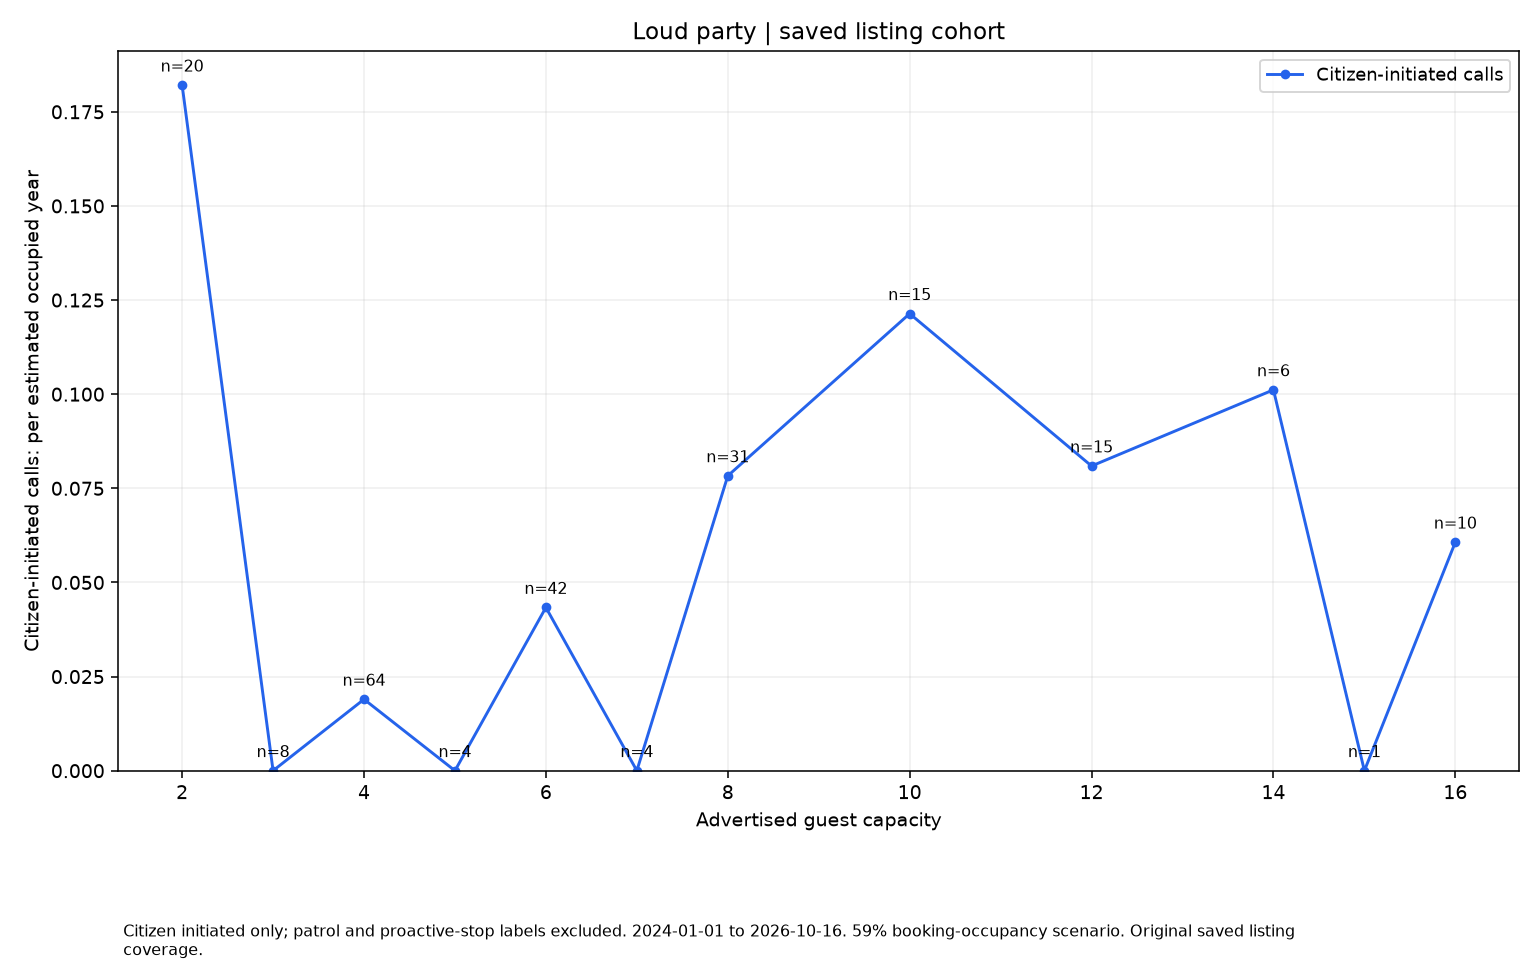 Loud party | saved listing cohort
Citizen-initiated calls
Citizen-initiated calls: per estimated occupied year
0.175
0.150
0.125
0.100
0.075
0.050
0.025
0.000
n=20
n=8
n=64
n=4
n=42
n=4
n=31
n=15
n=15
n=6
n=1
n=10
2 4 6 8 10 12 14 16
Advertised guest capacity
Citizen initiated only; patrol and proactive-stop labels excluded. 2024-01-01 to 2026-10-16. 59% booking-occupancy scenario. Original saved listing
coverage.